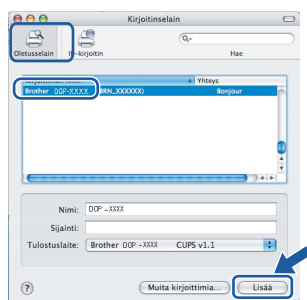 Kirjoitinselain
Oletusselain IP-kirjoitin Hae
Yhteys
Brother DCP-XXXX (BRN_XXXXXX) Bonjour
Nimi: DCP -XXXX
Sijainti:
Tulostuslaite: Brother DCP -XXXX CUPS v1.1
? Muita kirjoittimia... Lisää